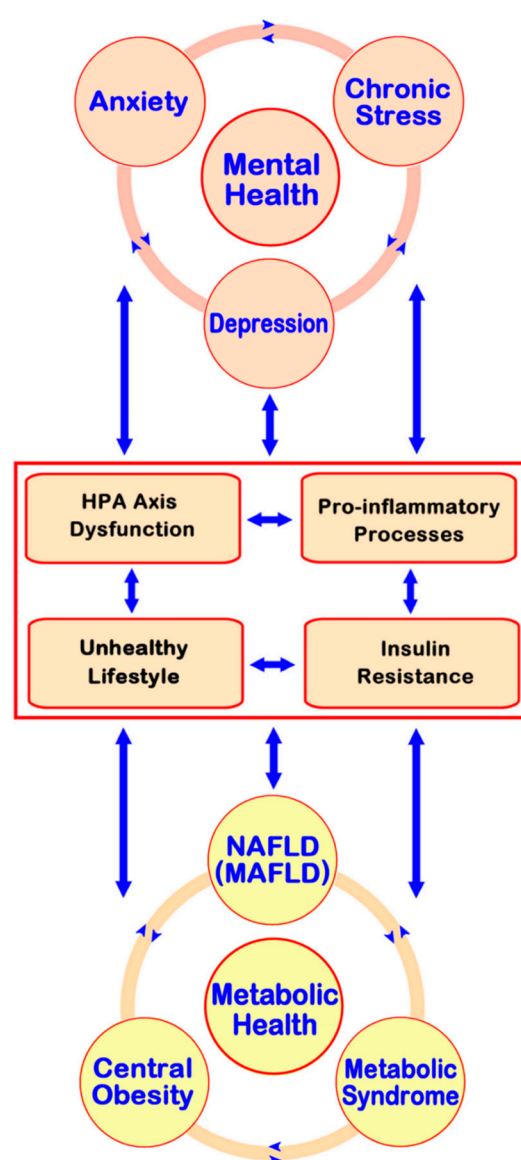 Anxiety
Chronic
Stress
Mental
Health
Depression
HPA Axis
Dysfunction
Pro-inflammatory
Processes
Unhealthy
Lifestyle
Insulin
Resistance
NAFLD
(MAFLD)
Metabolic
Health
Central
Obesity
Metabolic
Syndrome